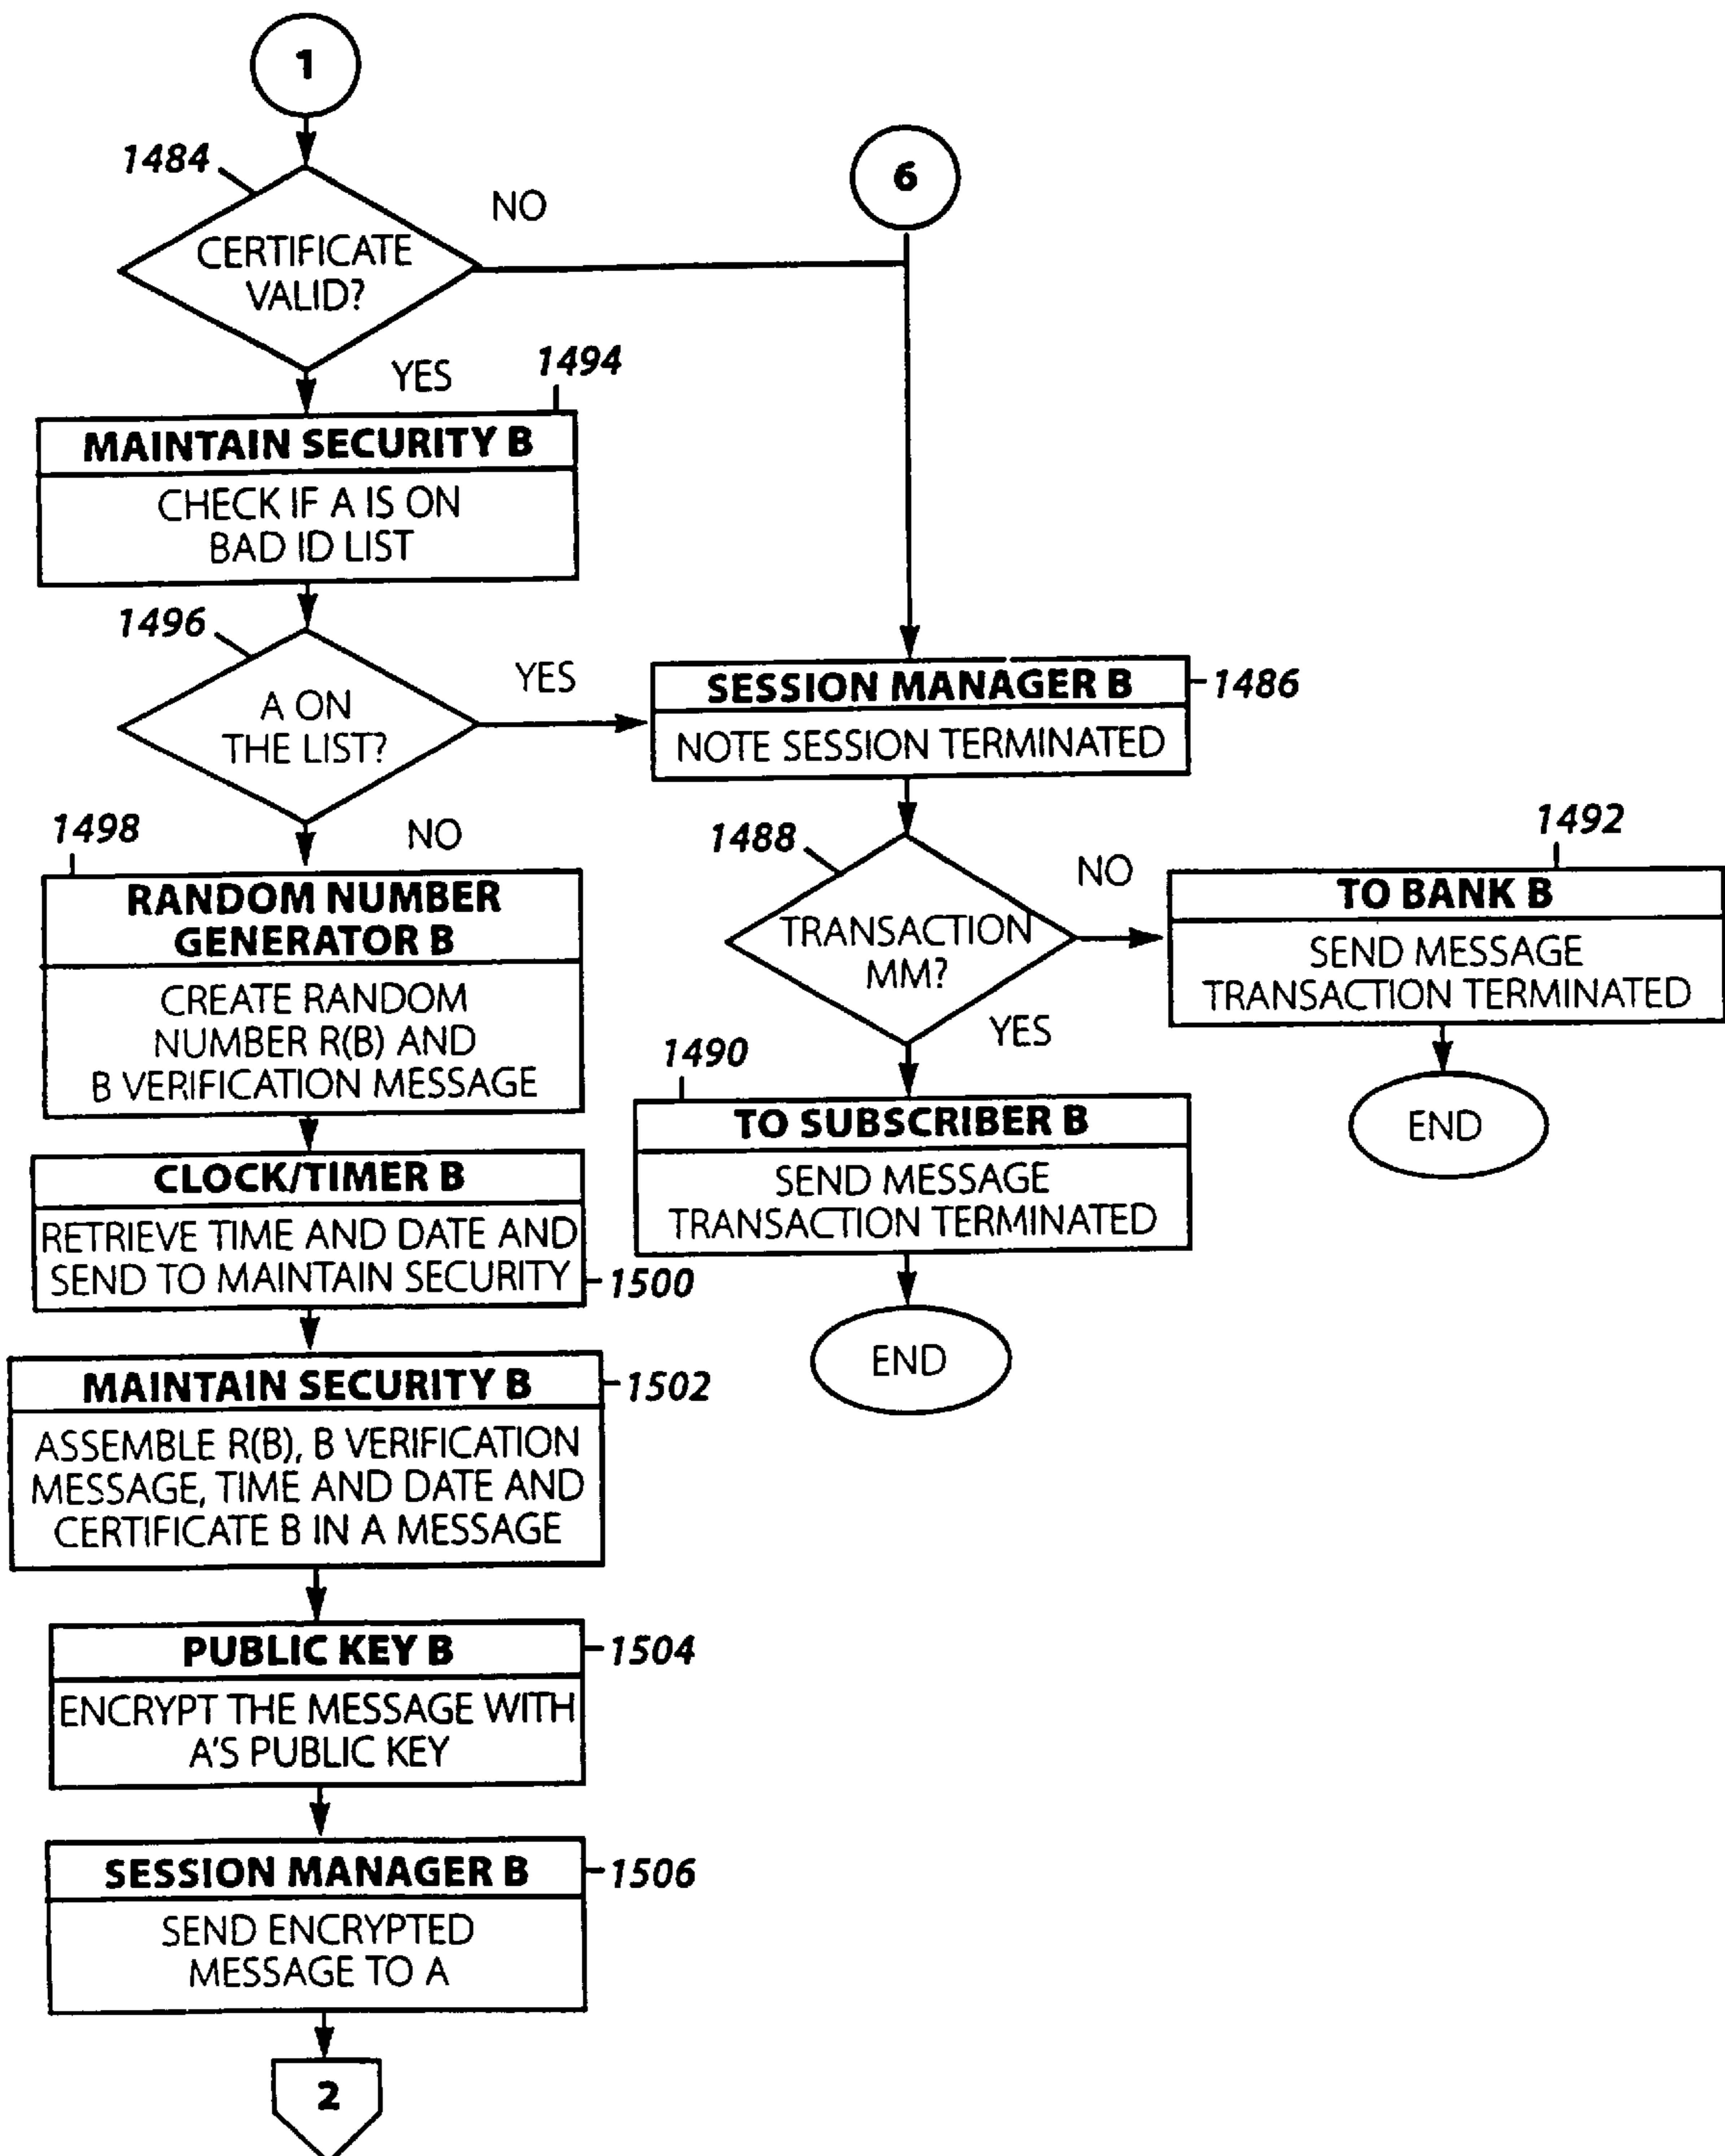 1
1484
NO
6
CERTIFICATE
VALID?
YES
1494
MAINTAIN SECURITY B
CHECK IF A IS ON
BAD ID LIST
1496
YES
A ON
THE LIST?
SESSION MANAGER B
1486
NOTE SESSION TERMINATED
1498
NO
RANDOM NUMBER
GENERATOR B
CREATE RANDOM
NUMBER R(B) AND
B VERIFICATION MESSAGE
1488
NO
TRANSACTION
MM?
YES
1492
TO BANK B
SEND MESSAGE
TRANSACTION TERMINATED
END
1490
TO SUBSCRIBER B
SEND MESSAGE
TRANSACTION TERMINATED
END
CLOCK/TIMER B
RETRIEVE TIME AND DATE AND
SEND TO MAINTAIN SECURITY
1500
MAINTAIN SECURITY B
1502
ASSEMBLE R(B), B VERIFICATION
MESSAGE, TIME AND DATE AND
CERTIFICATE B IN A MESSAGE
PUBLIC KEY B
1504
ENCRYPT THE MESSAGE WITH
A'S PUBLIC KEY
SESSION MANAGER B
1506
SEND ENCRYPTED
MESSAGE TO A
2